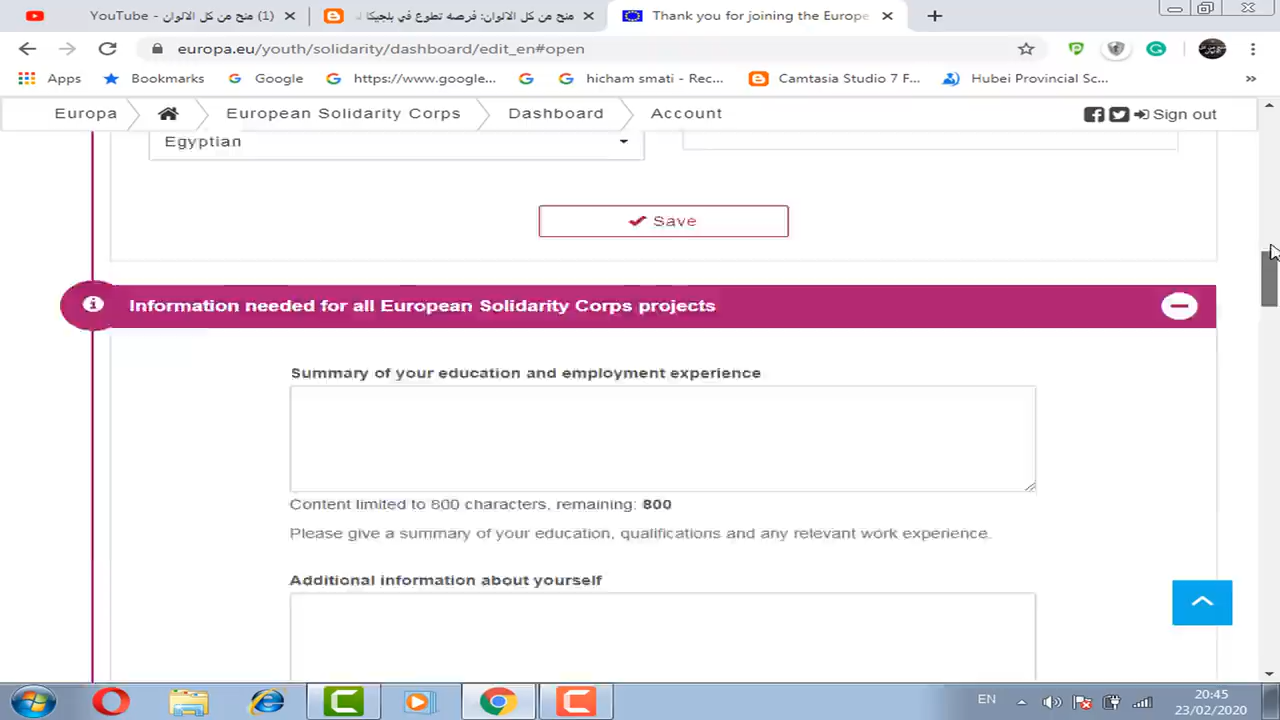 YouTube - منح من كل الالوان (1)
منح من كل الالوان: فرصه تطوع في بلجيكا ل
Thank you for joining the Europe
europa.eu/youth/solidarity/dashboard/edit_en#open
Apps Bookmarks Google https://www.google... hicham smati - Rec... Camtasia Studio 7 F... Hubei Provincial Sc... »
Europa European Solidarity Corps Dashboard Account Sign out
Egyptian
Save
Information needed for all European Solidarity Corps projects
Summary of your education and employment experience
Content limited to 800 characters, remaining: 800
Please give a summary of your education, qualifications and any relevant work experience.
Additional information about yourself
EN
20:45
23/02/2020